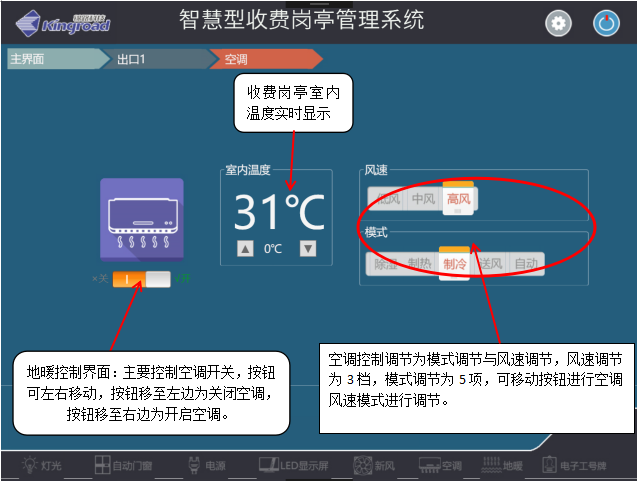 Kingroad
智慧型收费岗亭管理系统
主界面
出口1
空调
收费岗亭室内
温度实时显示
室内温度
31℃
0℃
风速
低风 中风 高风
模式
除湿 制热 制冷 送风 自动
×关
√开
地暖控制界面：主要控制空调开关，按钮
可左右移动，按钮移至左边为关闭空调，
按钮移至右边为开启空调。
空调控制调节为模式调节与风速调节，风速调节
为 3 档，模式调节为 5 项，可移动按钮进行空调
风速模式进行调节。
灯光
自动门窗
电源
LED显示屏
新风
空调
地暖
电子工号牌